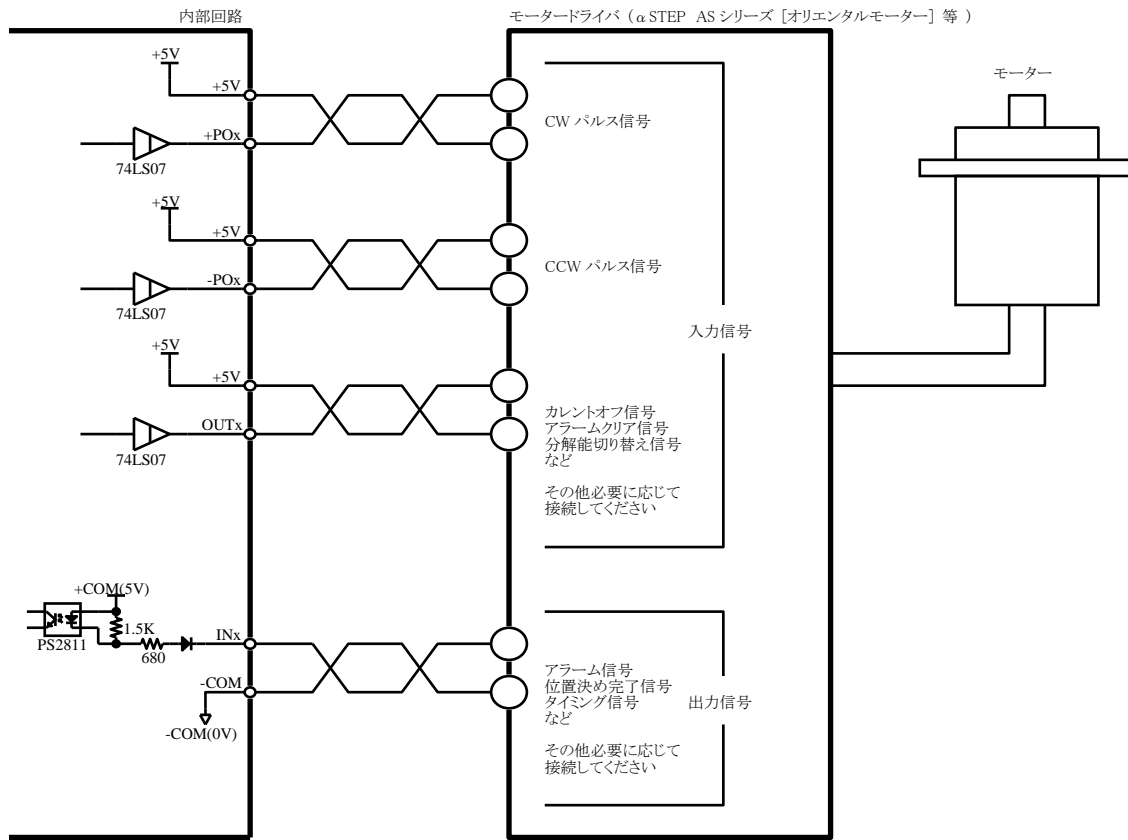 内部回路
モータードライバ（α STEP AS シリーズ [オリエンタルモーター] 等 ）
モーター
+5V
+5V
+POx
74LS07
CW パルス信号
+5V
+5V
-POx
74LS07
CCW パルス信号
入力信号
+5V
+5V
OUTx
74LS07
カレントオフ信号
アラームクリア信号
分解能切り替え信号
など
その他必要に応じて
接続してください
+COM(5V)
1.5K
PS2811
680
INx
-COM
-COM(0V)
アラーム信号
位置決め完了信号
タイミング信号
など
出力信号
その他必要に応じて
接続してください